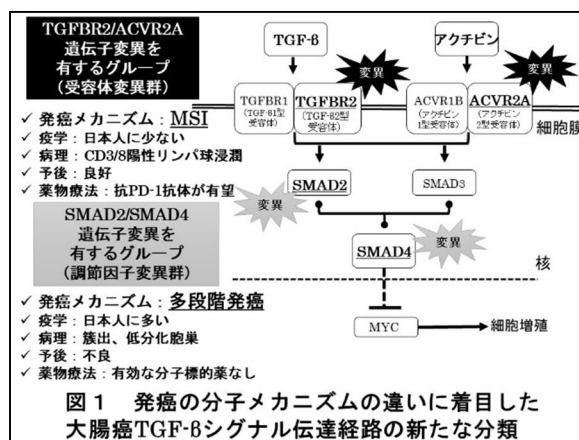 TGFBR2/ACVR2A
遺伝子変異を
有するグループ
(受容体変異群)
✓ 発癌メカニズム：MSI
✓ 疫学：日本人に少ない
✓ 病理：CD3/8陽性リンパ球浸潤
✓ 予後：良好
✓ 薬物療法：抗PD-1抗体が有望
SMAD2/SMAD4
遺伝子変異を
有するグループ
(調節因子変異群)
✓ 発癌メカニズム：多段階発癌
✓ 疫学：日本人に多い
✓ 病理：簇出、低分化胞巣
✓ 予後：不良
✓ 薬物療法：有効な分子標的薬なし
TGF-β
アクチビン
変異
変異
TGFBR1
(TGF-β1型
受容体)
TGFBR2
(TGF-β2型
受容体)
ACVR1B
(アクチビン
1型受容体)
ACVR2A
(アクチビン
2型受容体)
細胞膜
SMAD2
SMAD3
変異
SMAD4
変異
核
MYC
細胞増殖
図１　発癌の分子メカニズムの違いに着目した
大腸癌TGF-βシグナル伝達経路の新たな分類